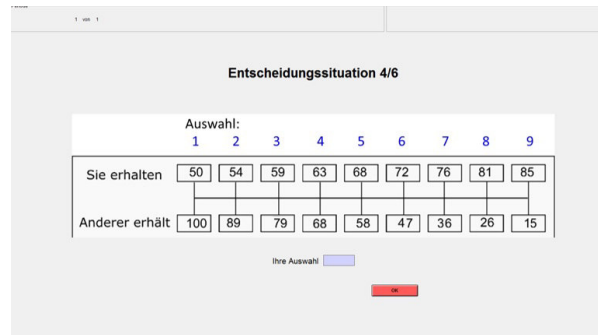 1 von 1
Entscheidungssituation 4/6
Auswahl:
1 2 3 4 5 6 7 8 9
Sie erhalten 50 54 59 63 68 72 76 81 85
Anderer erhält 100 89 79 68 58 47 36 26 15
Ihre Auswahl
OK